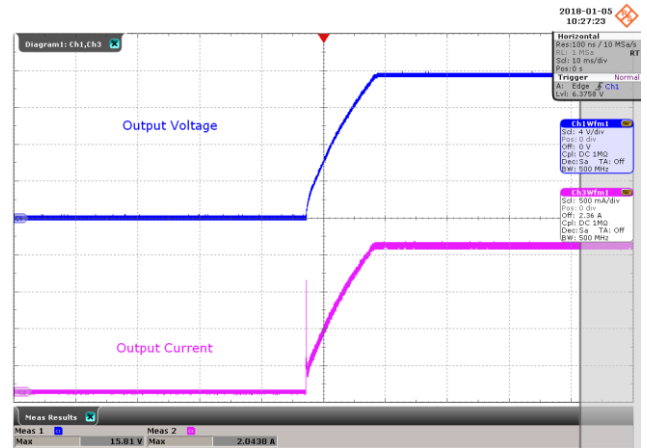 2018-01-05
10:27:23
Diagram1: Ch1,Ch3
Horizontal
Res:100 ns / 10 MSa/s
RL: 1 MSa RT
Scl: 10 ms/div
Pos:0 s
Trigger Normal
A: Edge Ch1
Lvl: 6.3758 V
Output Voltage
Ch1Wfm1
Scl: 4 V/div
Pos: 0 div
Off: 0 V
Cpl: DC 1MΩ
Dec:Sa TA: Off
BW: 500 MHz
Ch3Wfm1
Scl: 500 mA/div
Pos: 0 div
Off: 2.36 A
Cpl: DC 1MΩ
Dec:Sa TA: Off
BW: 500 MHz
Output Current
Meas Results
Meas 1 Meas 2
Max 15.01 V Max 2.0430 A